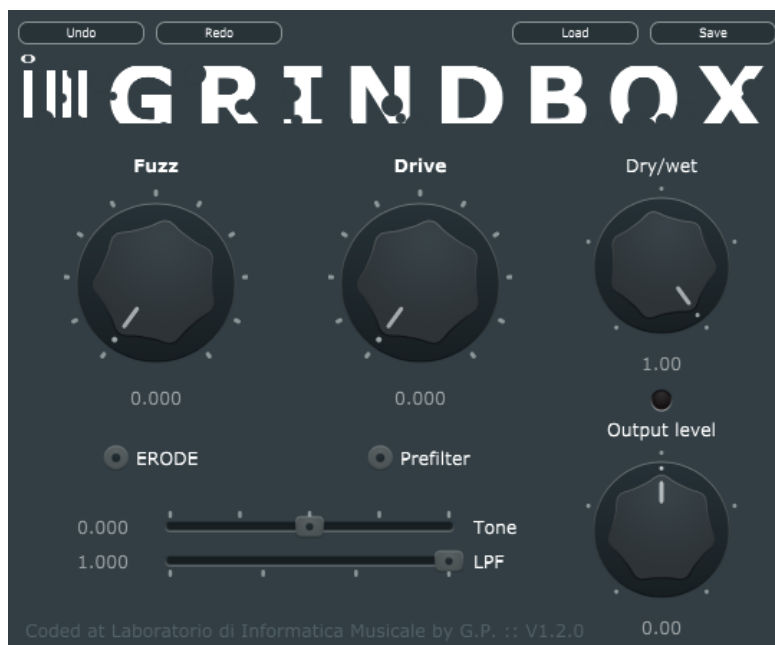 Undo Redo Load Save
GRINDBOX
Fuzz Drive Dry/wet
1.00
0.000 0.000
Output level
ERODE Prefilter
0.000 Tone
1.000 LPF
Coded at Laboratorio di Informatica Musicale by G.P. :: V1.2.0
0.00